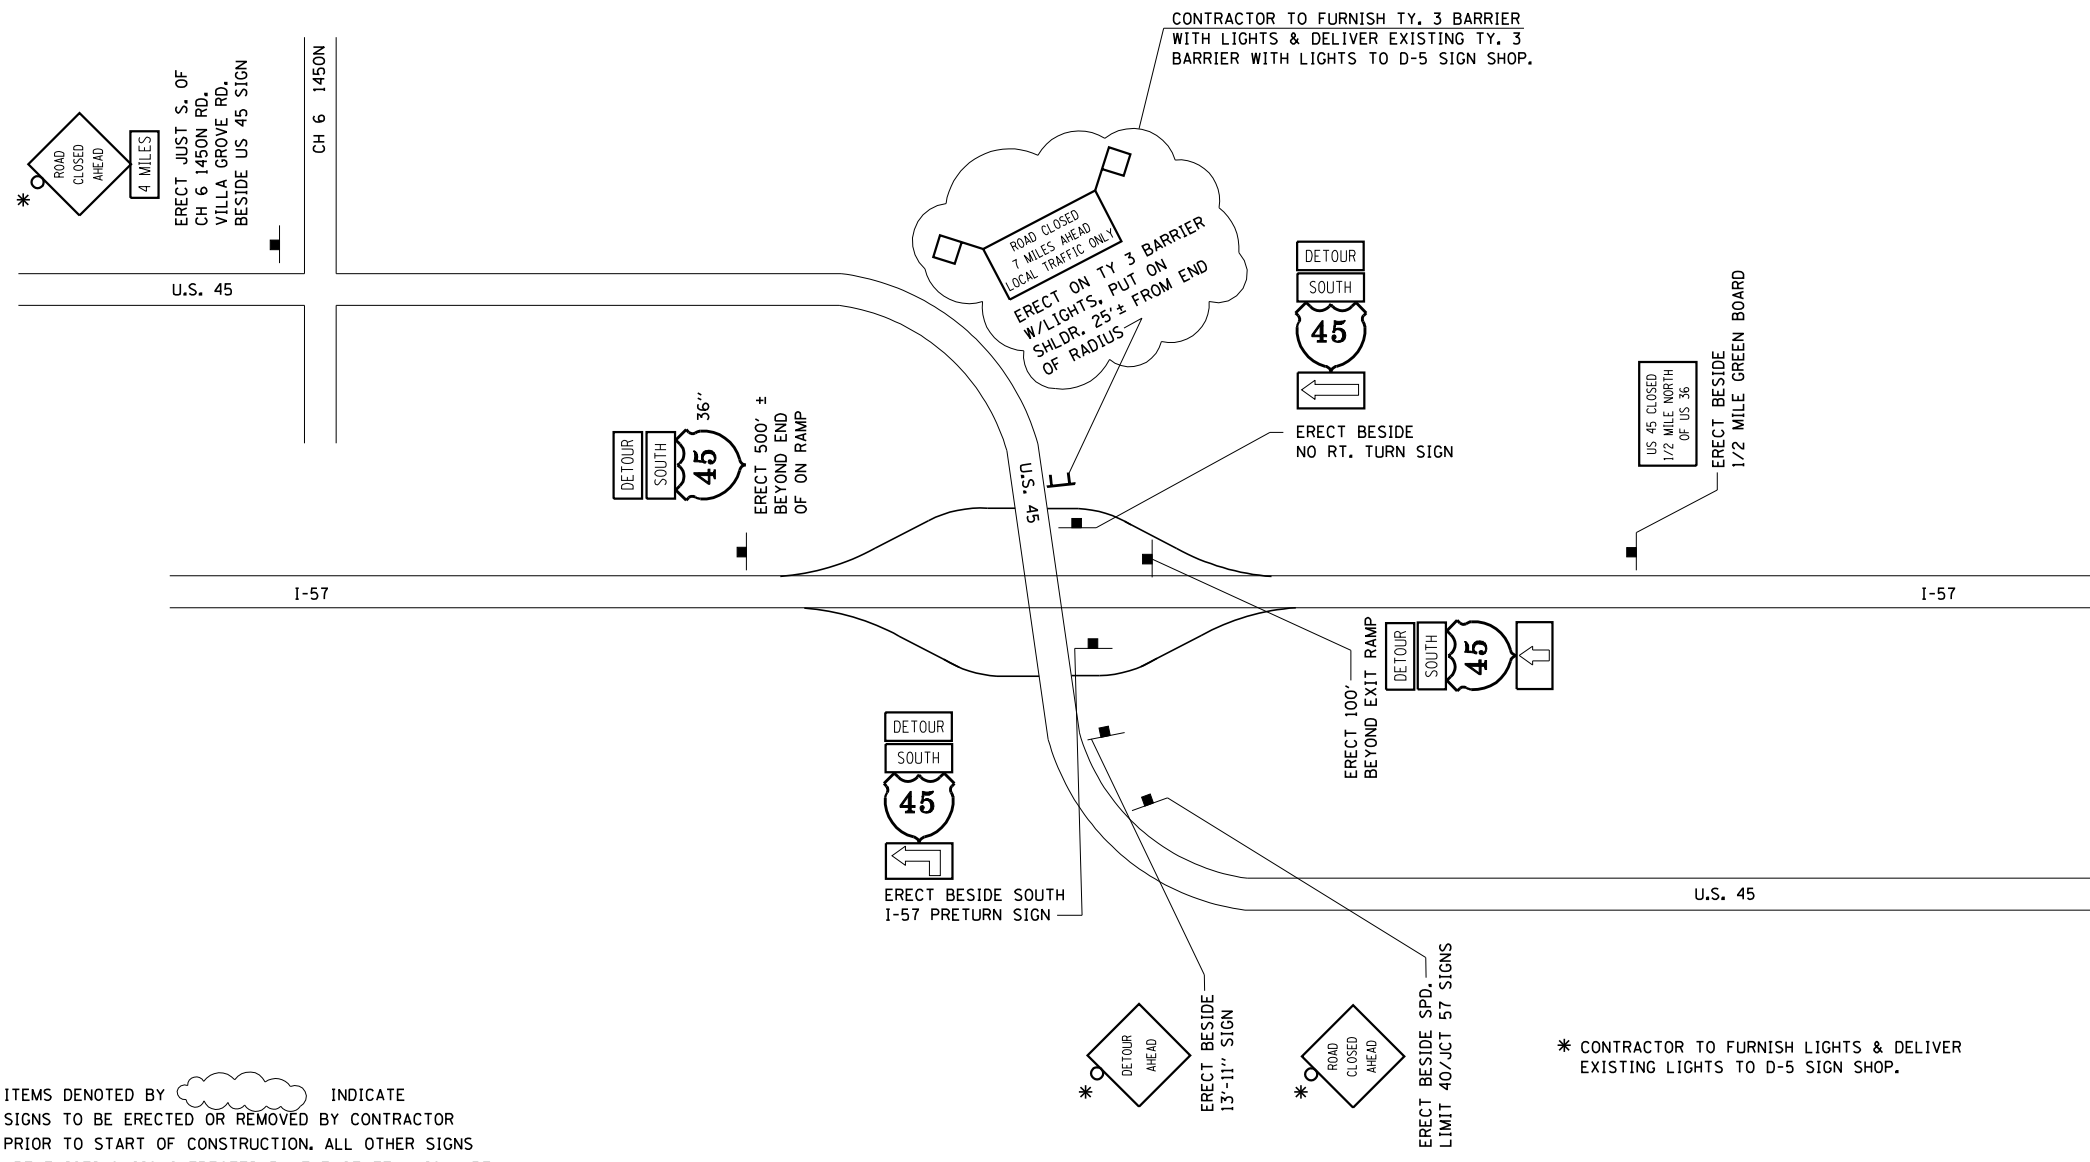 CONTRACTOR TO FURNISH TY. 3 BARRIER
WITH LIGHTS & DELIVER EXISTING TY. 3
BARRIER WITH LIGHTS TO D-5 SIGN SHOP.
*
ROAD
CLOSED
AHEAD
4 MILES
ERECT JUST S. OF
CH 6 1450N RD.
VILLA GROVE RD.
BESIDE US 45 SIGN
CH 6 1450N
U.S. 45
ROAD CLOSED
7 MILES AHEAD
LOCAL TRAFFIC ONLY
ERECT ON TY 3 BARRIER
W/LIGHTS. PUT ON
SHLDR. 25'± FROM END
OF RADIUS
DETOUR
SOUTH
45
ERECT BESIDE
NO RT. TURN SIGN
US 45 CLOSED
1/2 MILE NORTH
OF US 36
ERECT BESIDE
1/2 MILE GREEN BOARD
DETOUR
SOUTH
45
36"
ERECT 500' ±
BEYOND END
OF ON RAMP
U.S. 45
I-57
I-57
ERECT 100'
BEYOND EXIT RAMP
DETOUR
SOUTH
45
DETOUR
SOUTH
45
ERECT BESIDE SOUTH
I-57 PRETURN SIGN
U.S. 45
*
DETOUR
AHEAD
ERECT BESIDE
13'-11" SIGN
*
ROAD
CLOSED
AHEAD
ERECT BESIDE SPD.
LIMIT 40/JCT 57 SIGNS
* CONTRACTOR TO FURNISH LIGHTS & DELIVER
EXISTING LIGHTS TO D-5 SIGN SHOP.
ITEMS DENOTED BY INDICATE
SIGNS TO BE ERECTED OR REMOVED BY CONTRACTOR
PRIOR TO START OF CONSTRUCTION. ALL OTHER SIGNS